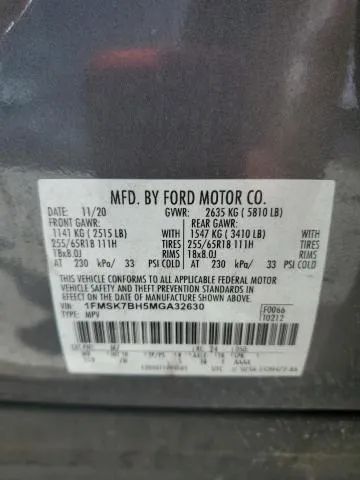 MFD. BY FORD MOTOR CO.
DATE: 11/20 GVWR: 2635 KG ( 5810 LB)
FRONT GAWR: REAR GAWR:
1141 KG ( 2515 LB) 1547 KG ( 3410 LB)
255/65R18 111H TIRES 255/65R18 111H TIRES
18x8.0J RIMS 18x8.0J RIMS
AT 230 kPa/ 33 PSI COLD AT 230 kPa/ 33 PSI COLD
THIS VEHICLE CONFORMS TO ALL APPLICABLE FEDERAL MOTOR
VEHICLE SAFETY AND THEFT PREVENTION STANDARDS IN EFFECT
ON THE DATE OF MANUFACTURE SHOWN ABOVE.
VIN: 1FMSK7BH5MGA32630 F0066
TYPE: MPV T0212